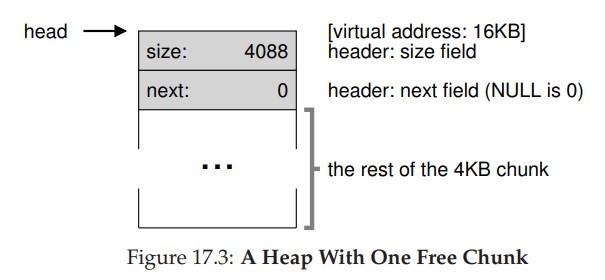 head
[virtual address: 16KB]
size: 4088
header: size field
next: 0
header: next field (NULL is 0)
...
the rest of the 4KB chunk
Figure 17.3: A Heap With One Free Chunk